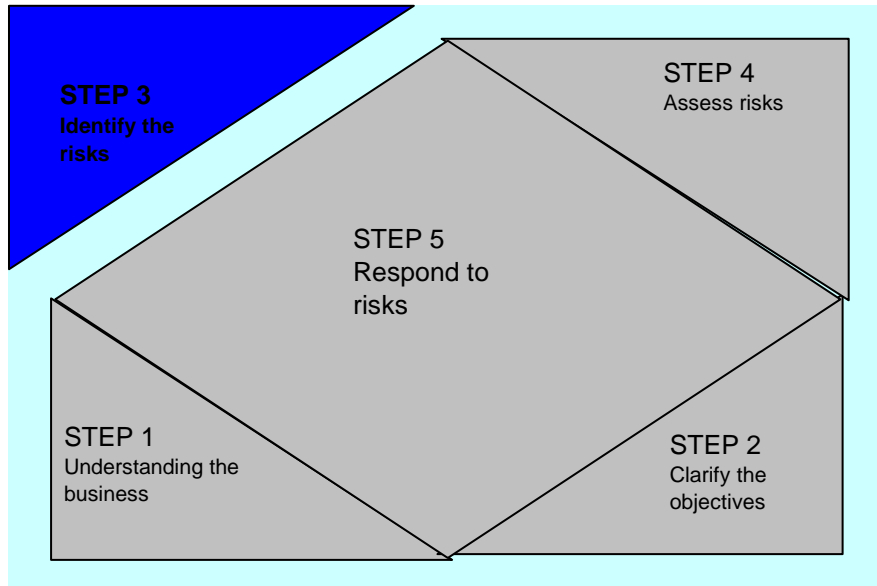 STEP 3
Identify the
risks
STEP 4
Assess risks
STEP 5
Respond to
risks
STEP 1
Understanding the
business
STEP 2
Clarify the
objectives